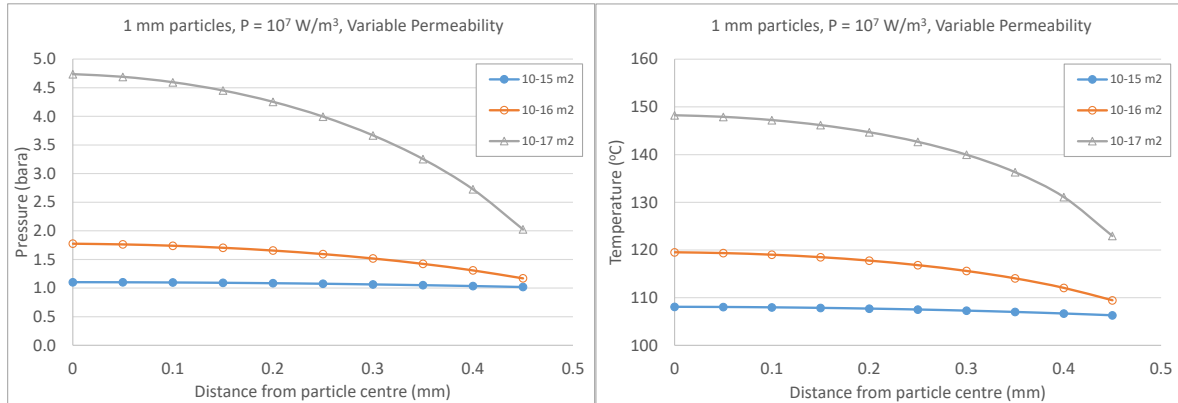 1 mm particles, P = 10⁷ W/m³, Variable Permeability
5.0
4.5
4.0
3.5
3.0
2.5
2.0
1.5
1.0
0.5
0.0
Pressure (bara)
10-15 m2
10-16 m2
10-17 m2
0 0.1 0.2 0.3 0.4 0.5
Distance from particle centre (mm)
1 mm particles, P = 10⁷ W/m³, Variable Permeability
160
150
140
130
120
110
100
Temperature (°C)
10-15 m2
10-16 m2
10-17 m2
0 0.1 0.2 0.3 0.4 0.5
Distance from particle centre (mm)